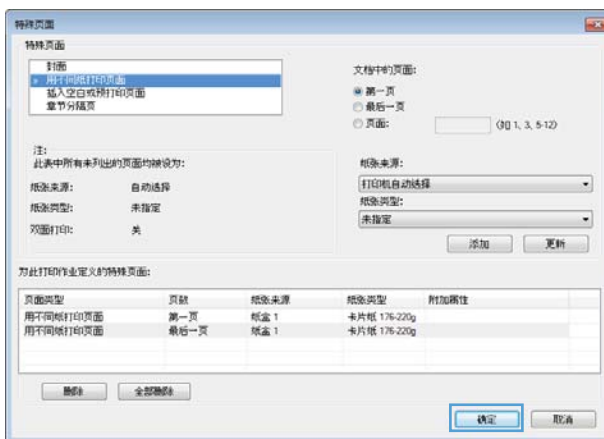 特殊页面
特殊页面
封面
用不同纸打印页面
插入空白或预打印页面
章节分隔页
文档中的页面:
第一页
最后一页
页面:
(如 1, 3, 5-12)
注:
此表中所有未列出的页面均被设为:
纸张来源: 自动选择
纸张类型: 未指定
双面打印: 关
纸张来源:
打印机自动选择
纸张类型:
未指定
添加 更新
为此打印作业定义的特殊页面:
页面类型 页数 纸张来源 纸张类型 附加属性
用不同纸打印页面 第一页 纸盒 1 卡片纸 176-220g
用不同纸打印页面 最后一页 纸盒 1 卡片纸 176-220g
删除 全部删除
确定 取消